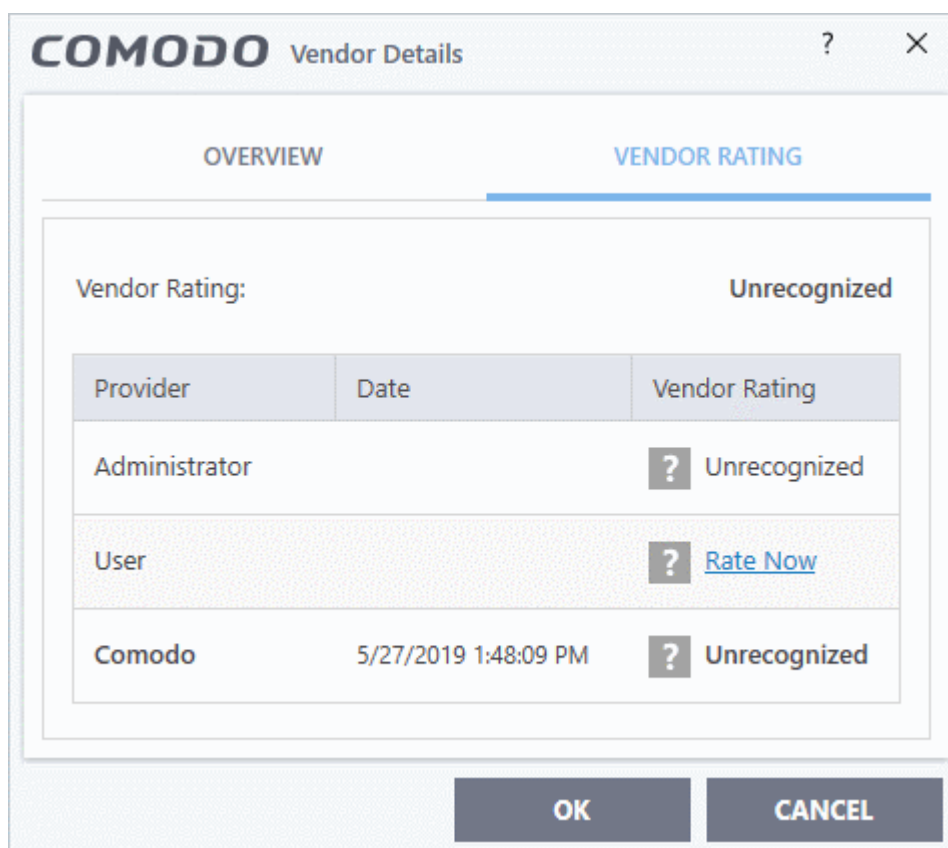 COMODO Vendor Details ? ×
OVERVIEW VENDOR RATING
Vendor Rating: Unrecognized
Provider Date Vendor Rating
Administrator ? Unrecognized
User ? Rate Now
Comodo 5/27/2019 1:48:09 PM ? Unrecognized
OK CANCEL